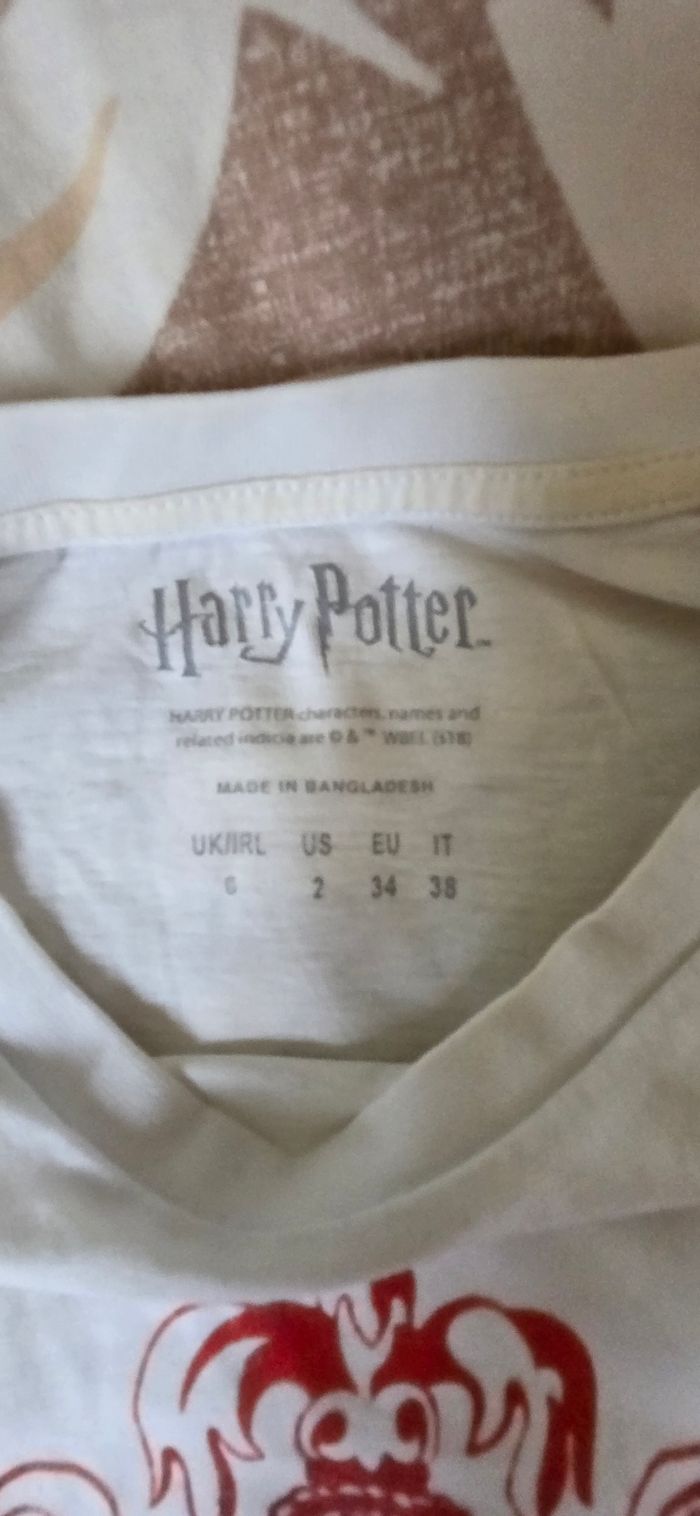 Harry Potter™
HARRY POTTER characters, names and
related indicia are © & ™ WBEI. (s18)
MADE IN BANGLADESH
UK/IRL US EU IT
6 2 34 38